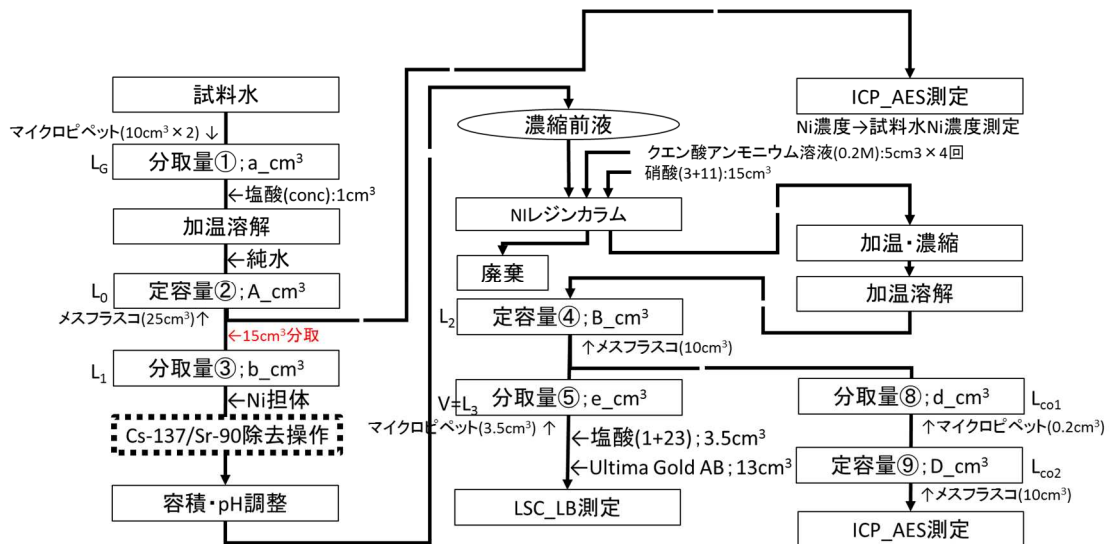 試料水
マイクロピペット(10cm³×2) ↓
L_G 分取量①；a_cm³
←塩酸(conc):1cm³
加温溶解
←純水
L₀ 定容量②；A_cm³
メスフラスコ(25cm³)↑
←15cm³分取
L₁ 分取量③；b_cm³
←Ni担体
Cs-137/Sr-90除去操作
容積・pH調整
濃縮前液
クエン酸アンモニウム溶液(0.2M):5cm3×4回
硝酸(3+11):15cm³
NIレジンカラム
廃棄
L₂ 定容量④；B_cm³
↑メスフラスコ(10cm³)
V=L₃ 分取量⑤；e_cm³
マイクロピペット(3.5cm³) ↑
←塩酸(1+23)；3.5cm³
←Ultima Gold AB；13cm³
LSC_LB測定
ICP_AES測定
Ni濃度→試料水Ni濃度測定
加温・濃縮
加温溶解
分取量⑧；d_cm³ L_co1
↑マイクロピペット(0.2cm³)
定容量⑨；D_cm³ L_co2
↑メスフラスコ(10cm³)
ICP_AES測定